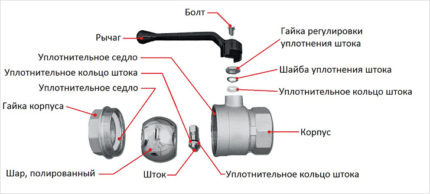 Болт
Рычаг
Гайка регулировки
уплотнения штока
Уплотнительное седло
Шайба уплотнения штока
Уплотнительное кольцо штока
Уплотнительное седло
Уплотнительное кольцо штока
Гайка корпуса
Корпус
Шар, полированный
Шток
Уплотнительное кольцо штока